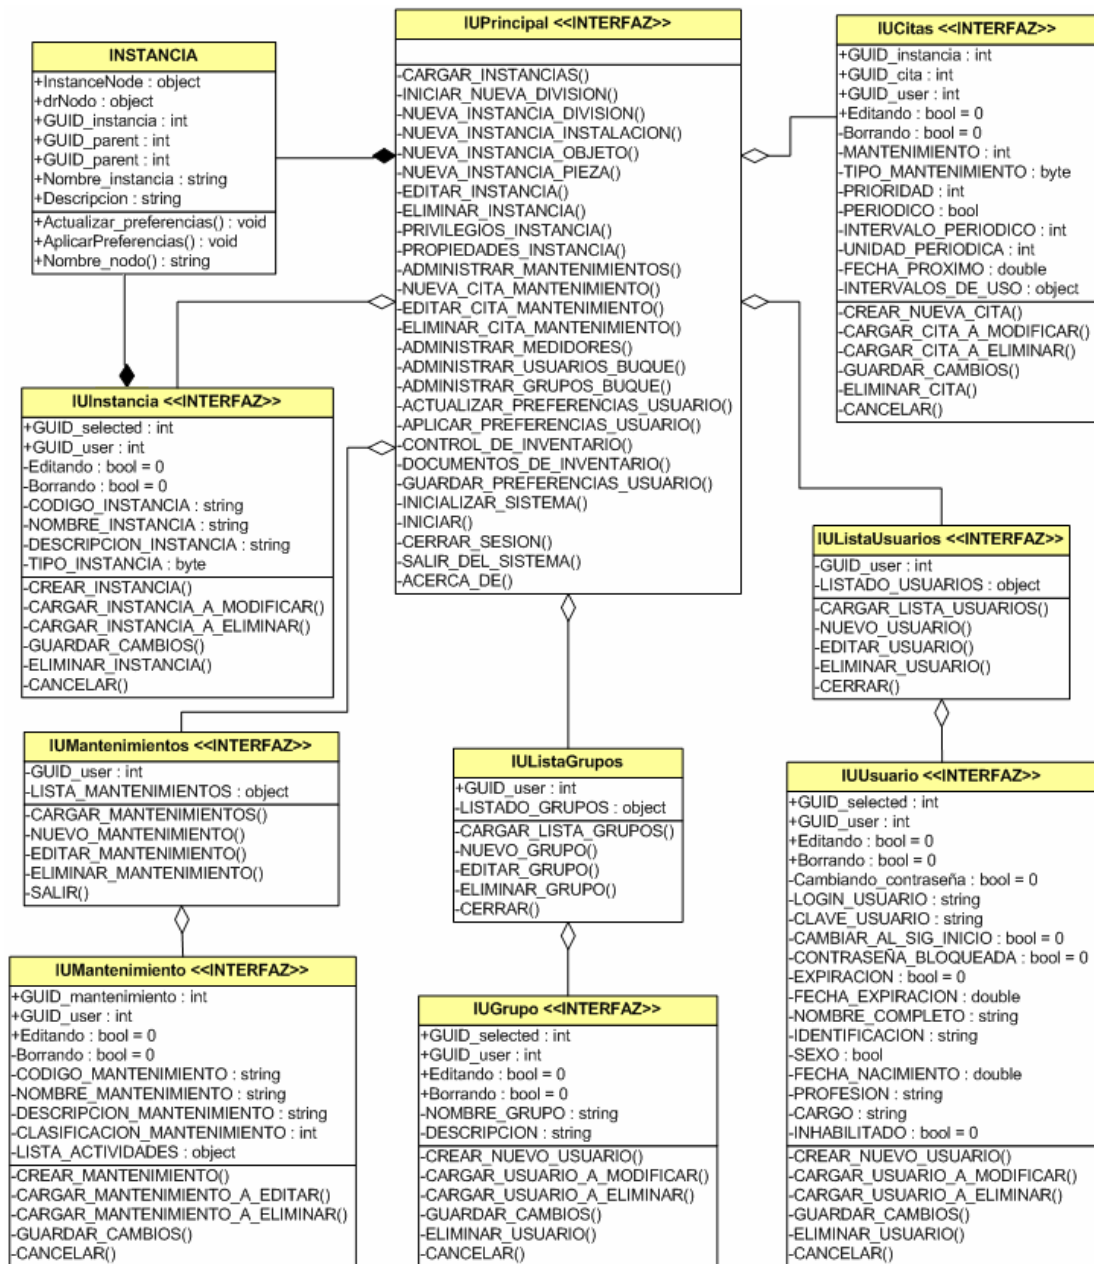 INSTANCIA
+InstanceNode : object
+drNodo : object
+GUID_instancia : int
+GUID_parent : int
+GUID_parent : int
+Nombre_instancia : string
+Descripcion : string
+Actualizar_preferencias() : void
+AplicarPreferencias() : void
+Nombre_nodo() : string
IUPrincipal <<INTERFAZ>>
-CARGAR_INSTANCIAS()
-INICIAR_NUEVA_DIVISION()
-NUEVA_INSTANCIA_DIVISION()
-NUEVA_INSTANCIA_INSTALACION()
-NUEVA_INSTANCIA_OBJETO()
-NUEVA_INSTANCIA_PIEZA()
-EDITAR_INSTANCIA()
-ELIMINAR_INSTANCIA()
-PRIVILEGIOS_INSTANCIA()
-PROPIEDADES_INSTANCIA()
-ADMINISTRAR_MANTENIMIENTOS()
-NUEVA_CITA_MANTENIMIENTO()
-EDITAR_CITA_MANTENIMIENTO()
-ELIMINAR_CITA_MANTENIMIENTO()
-ADMINISTRAR_MEDIDORES()
-ADMINISTRAR_USUARIOS_BUQUE()
-ADMINISTRAR_GRUPOS_BUQUE()
-ACTUALIZAR_PREFERENCIAS_USUARIO()
-APLICAR_PREFERENCIAS_USUARIO()
-CONTROL_DE_INVENTARIO()
-DOCUMENTOS_DE_INVENTARIO()
-GUARDAR_PREFERENCIAS_USUARIO()
-INICIALIZAR_SISTEMA()
-INICIAR()
-CERRAR_SESION()
-SALIR_DEL_SISTEMA()
-ACERCA_DE()
IUCitas <<INTERFAZ>>
+GUID_instancia : int
+GUID_cita : int
+GUID_user : int
+Editando : bool = 0
-Borrando : bool = 0
-MANTENIMIENTO : int
-TIPO_MANTENIMIENTO : byte
-PRIORIDAD : int
-PERIODICO : bool
-INTERVALO_PERIODICO : int
-UNIDAD_PERIODICA : int
-FECHA_PROXIMO : double
-INTERVALOS_DE_USO : object
-CREAR_NUEVA_CITA()
-CARGAR_CITA_A_MODIFICAR()
-CARGAR_CITA_A_ELIMINAR()
-GUARDAR_CAMBIOS()
-ELIMINAR_CITA()
-CANCELAR()
IUInstancia <<INTERFAZ>>
+GUID_selected : int
+GUID_user : int
-Editando : bool = 0
-Borrando : bool = 0
-CODIGO_INSTANCIA : string
-NOMBRE_INSTANCIA : string
-DESCRIPCION_INSTANCIA : string
-TIPO_INSTANCIA : byte
-CREAR_INSTANCIA()
-CARGAR_INSTANCIA_A_MODIFICAR()
-CARGAR_INSTANCIA_A_ELIMINAR()
-GUARDAR_CAMBIOS()
-ELIMINAR_INSTANCIA()
-CANCELAR()
IUListaUsuarios <<INTERFAZ>>
-GUID_user : int
-LISTADO_USUARIOS : object
-CARGAR_LISTA_USUARIOS()
-NUEVO_USUARIO()
-EDITAR_USUARIO()
-ELIMINAR_USUARIO()
-CERRAR()
IUMantenimientos <<INTERFAZ>>
-GUID_user : int
-LISTA_MANTENIMIENTOS : object
-CARGAR_MANTENIMIENTOS()
-NUEVO_MANTENIMIENTO()
-EDITAR_MANTENIMIENTO()
-ELIMINAR_MANTENIMIENTO()
-SALIR()
IUListaGrupos
+GUID_user : int
-LISTADO_GRUPOS : object
-CARGAR_LISTA_GRUPOS()
-NUEVO_GRUPO()
-EDITAR_GRUPO()
-ELIMINAR_GRUPO()
-CERRAR()
IUUsuario <<INTERFAZ>>
+GUID_selected : int
+GUID_user : int
+Editando : bool = 0
+Borrando : bool = 0
-Cambiando_contraseña : bool = 0
-LOGIN_USUARIO : string
-CLAVE_USUARIO : string
-CAMBIAR_AL_SIG_INICIO : bool = 0
-CONTRASEÑA_BLOQUEADA : bool = 0
-EXPIRACION : bool = 0
-FECHA_EXPIRACION : double
-NOMBRE_COMPLETO : string
-IDENTIFICACION : string
-SEXO : bool
-FECHA_NACIMIENTO : double
-PROFESION : string
-CARGO : string
-INHABILITADO : bool = 0
-CREAR_NUEVO_USUARIO()
-CARGAR_USUARIO_A_MODIFICAR()
-CARGAR_USUARIO_A_ELIMINAR()
-GUARDAR_CAMBIOS()
-ELIMINAR_USUARIO()
-CANCELAR()
IUMantenimiento <<INTERFAZ>>
+GUID_mantenimiento : int
+GUID_user : int
+Editando : bool = 0
-Borrando : bool = 0
-CODIGO_MANTENIMIENTO : string
-NOMBRE_MANTENIMIENTO : string
-DESCRIPCION_MANTENIMIENTO : string
-CLASIFICACION_MANTENIMIENTO : int
-LISTA_ACTIVIDADES : object
-CREAR_MANTENIMIENTO()
-CARGAR_MANTENIMIENTO_A_EDITAR()
-CARGAR_MANTENIMIENTO_A_ELIMINAR()
-GUARDAR_CAMBIOS()
-CANCELAR()
IUGrupo <<INTERFAZ>>
+GUID_selected : int
+GUID_user : int
+Editando : bool = 0
+Borrando : bool = 0
-NOMBRE_GRUPO : string
-DESCRIPCION : string
-CREAR_NUEVO_USUARIO()
-CARGAR_USUARIO_A_MODIFICAR()
-CARGAR_USUARIO_A_ELIMINAR()
-GUARDAR_CAMBIOS()
-ELIMINAR_USUARIO()
-CANCELAR()